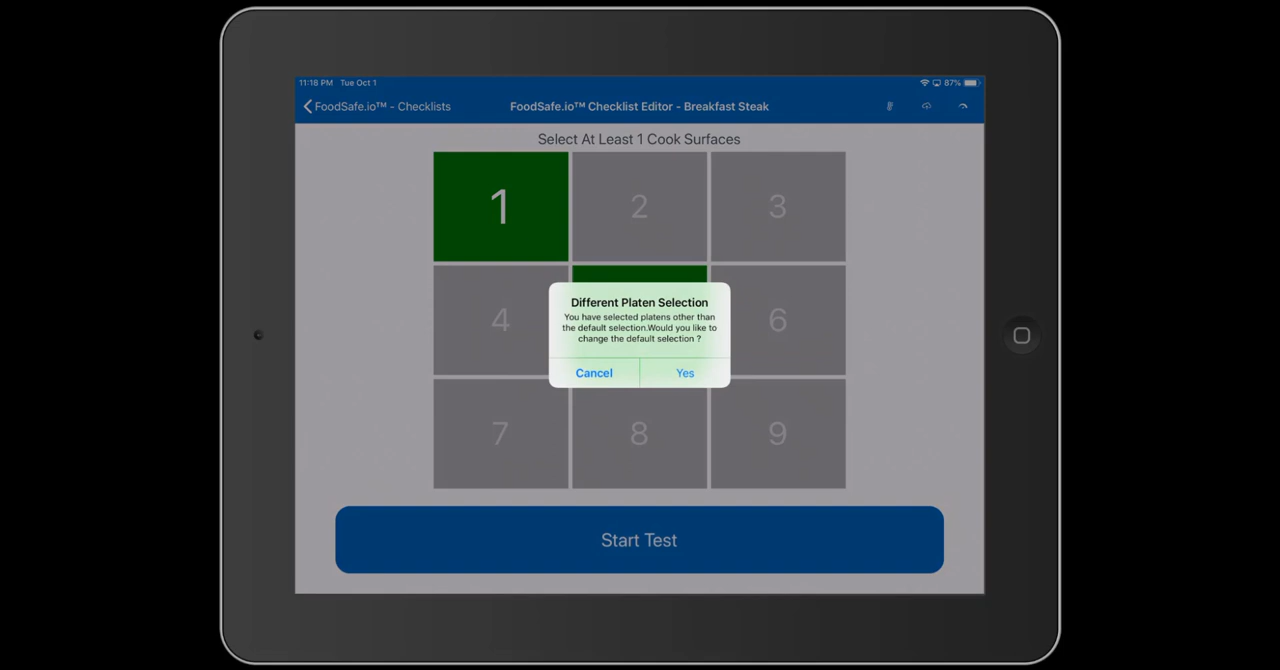 11:18 PM Tue Oct 1 87%
FoodSafe.io™ - Checklists FoodSafe.io™ Checklist Editor - Breakfast Steak
Select At Least 1 Cook Surfaces
1 2 3
4 6
Different Platen Selection
You have selected platens other than
the default selection.Would you like to
change the default selection ?
Cancel Yes
7 8 9
Start Test